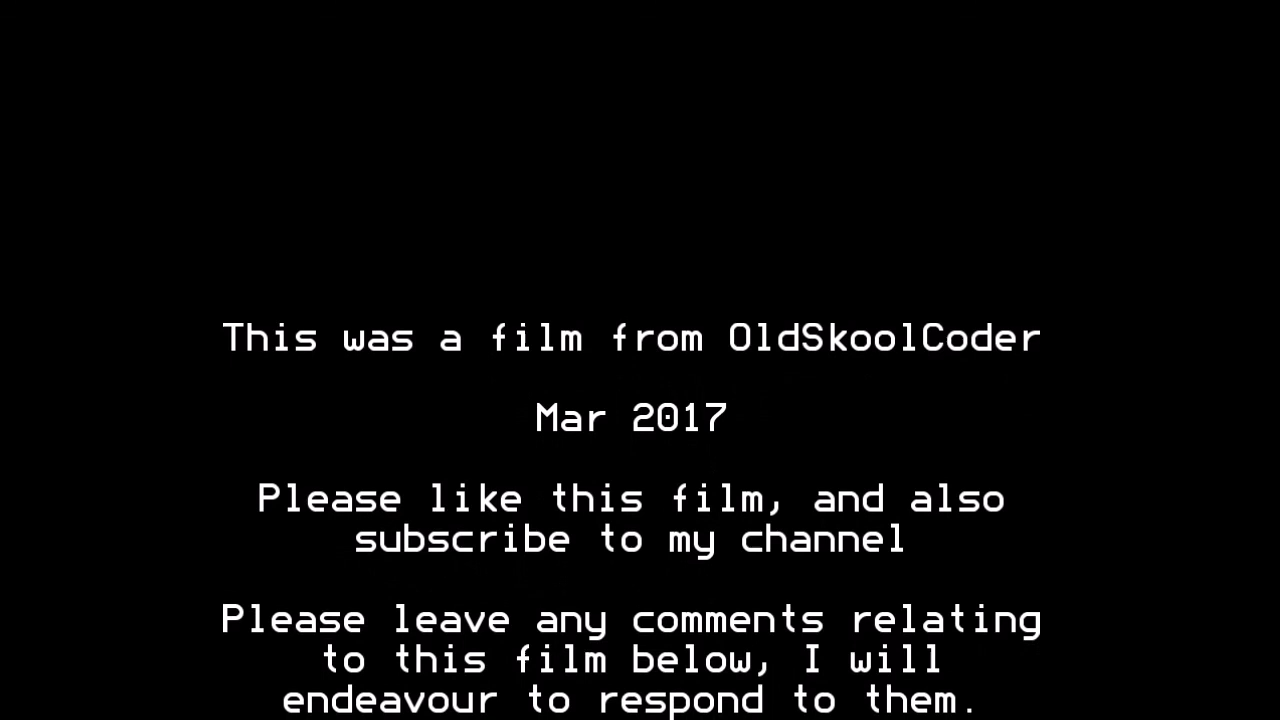 This was a film from OldSkoolCoder
Mar 2017
Please like this film, and also
subscribe to my channel
Please leave any comments relating
to this film below, I will
endeavour to respond to them.